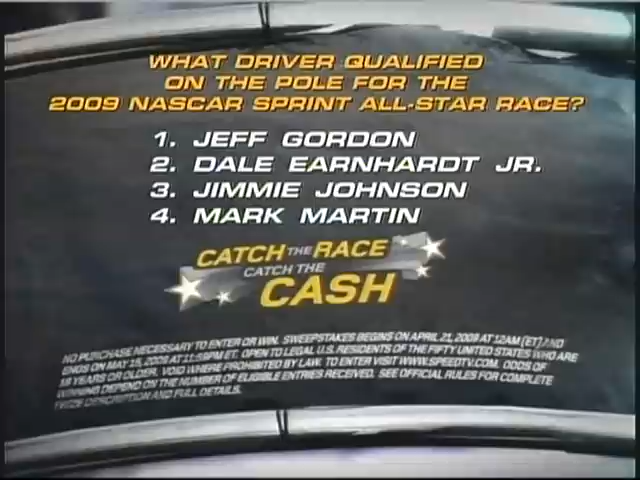 WHAT DRIVER QUALIFIED
ON THE POLE FOR THE
2009 NASCAR SPRINT ALL-STAR RACE?
1. JEFF GORDON
2. DALE EARNHARDT JR.
3. JIMMIE JOHNSON
4. MARK MARTIN
CATCH THE RACE
CATCH THE
CASH
NO PURCHASE NECESSARY TO ENTER OR WIN. SWEEPSTAKES BEGINS ON APRIL 21, 2009 AT 12AM (ET) AND
ENDS ON MAY 15, 2009 AT 11:59PM ET. OPEN TO LEGAL U.S. RESIDENTS OF THE FIFTY UNITED STATES WHO ARE
18 YEARS OR OLDER. VOID WHERE PROHIBITED BY LAW. TO ENTER VISIT WWW.SPEEDTV.COM. ODDS OF
WINNING DEPEND ON THE NUMBER OF ELIGIBLE ENTRIES RECEIVED. SEE OFFICIAL RULES FOR COMPLETE
PRIZE DESCRIPTION AND FULL DETAILS.